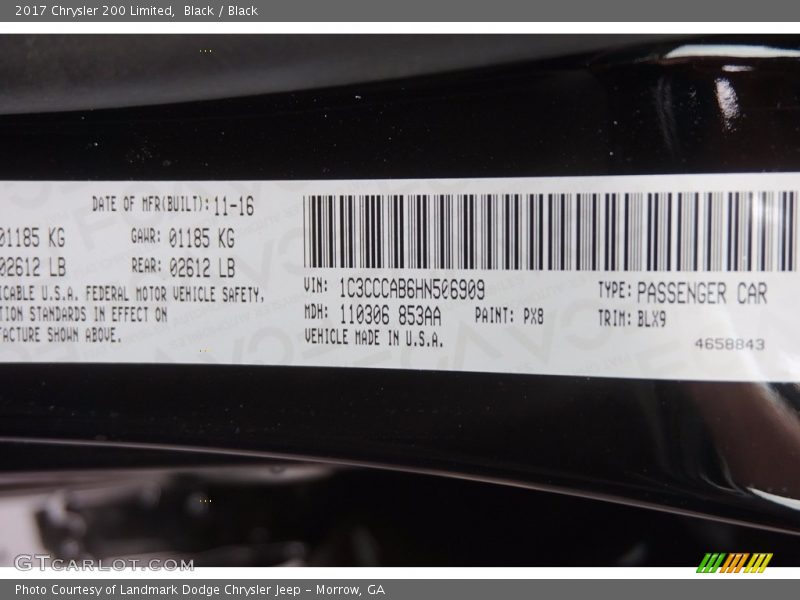 2017 Chrysler 200 Limited,  Black / Black
DATE OF MFR(BUILT): 11-16
01185 KG GAWR: 01185 KG
02612 LB REAR: 02612 LB
ICABLE U.S.A. FEDERAL MOTOR VEHICLE SAFETY,
TION STANDARDS IN EFFECT ON
FACTURE SHOWN ABOVE.
VIN: 1C3CCCAB6HN506909 TYPE: PASSENGER CAR
MDH: 110306 853AA PAINT: PX8 TRIM: BLX9
VEHICLE MADE IN U.S.A.
4658843
GTCARLOT.COM
Photo Courtesy of Landmark Dodge Chrysler Jeep – Morrow, GA